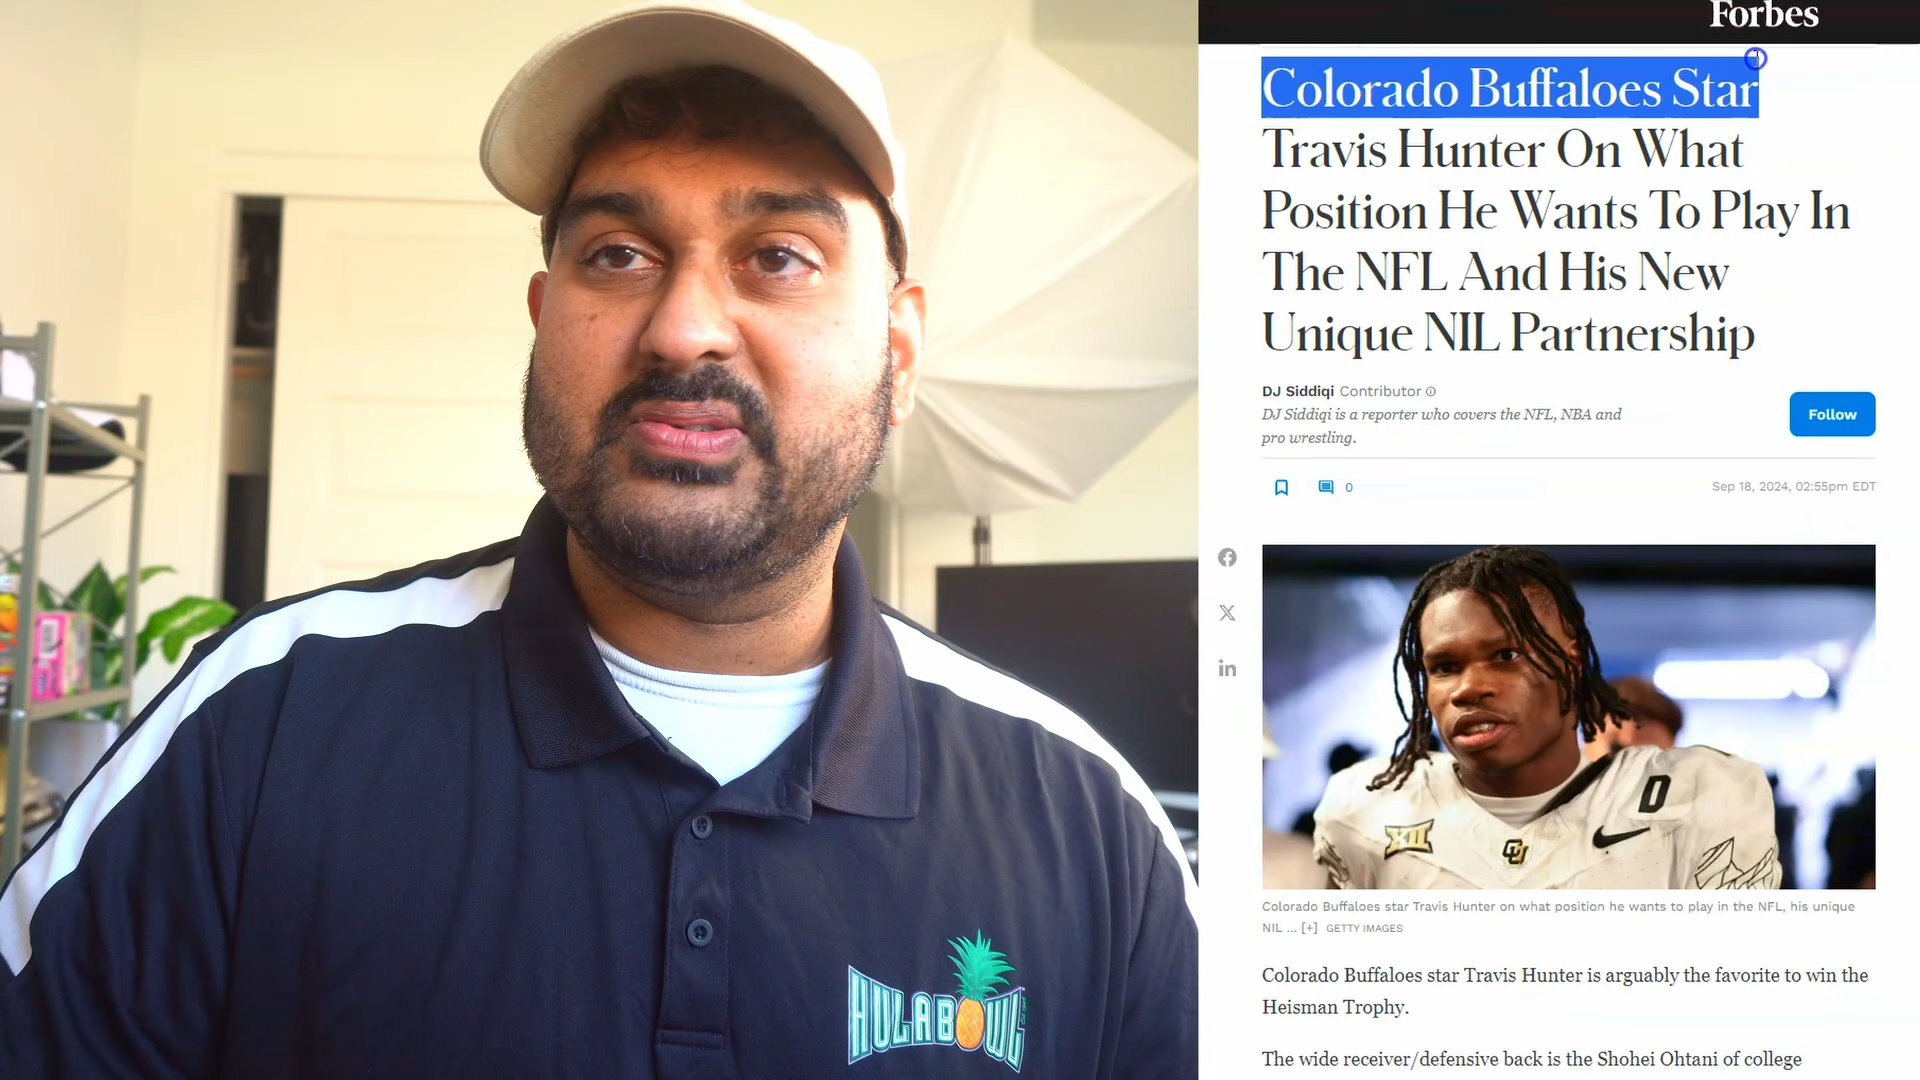 Forbes
Colorado Buffaloes Star
Travis Hunter On What
Position He Wants To Play In
The NFL And His New
Unique NIL Partnership
DJ Siddiqi Contributor
DJ Siddiqi is a reporter who covers the NFL, NBA and
pro wrestling.
Follow
0
Sep 18, 2024, 02:55pm EDT
XII
CU
0
Colorado Buffaloes star Travis Hunter on what position he wants to play in the NFL, his unique
NIL ... [+] GETTY IMAGES
Colorado Buffaloes star Travis Hunter is arguably the favorite to win the
Heisman Trophy.
The wide receiver/defensive back is the Shohei Ohtani of college
HULABOWL